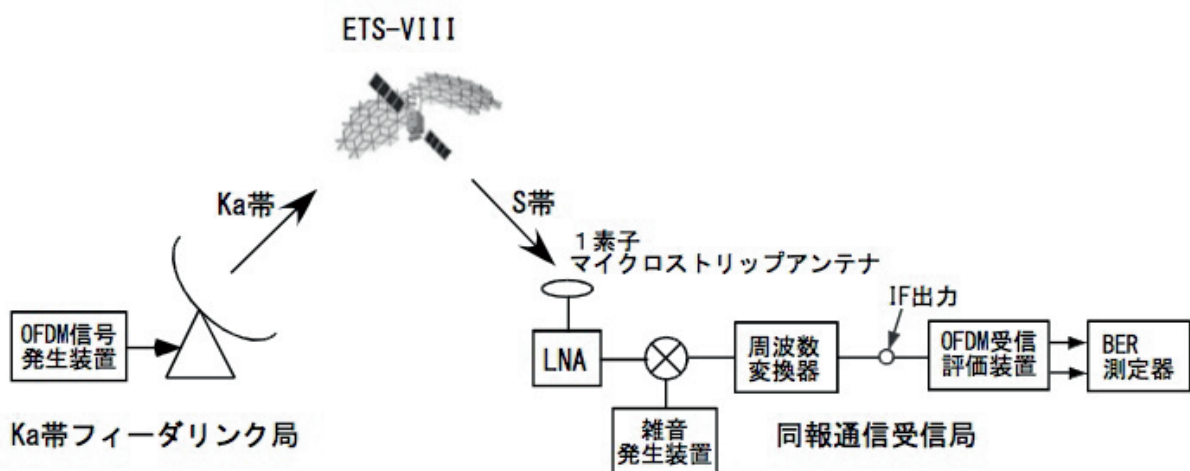 ETS-VIII
Ka帯
S帯
1素子
マイクロストリップアンテナ
IF出力
OFDM信号
発生装置
LNA
周波数
変換器
OFDM受信
評価装置
BER
測定器
雑音
発生装置
Ka帯フィーダリンク局
同報通信受信局